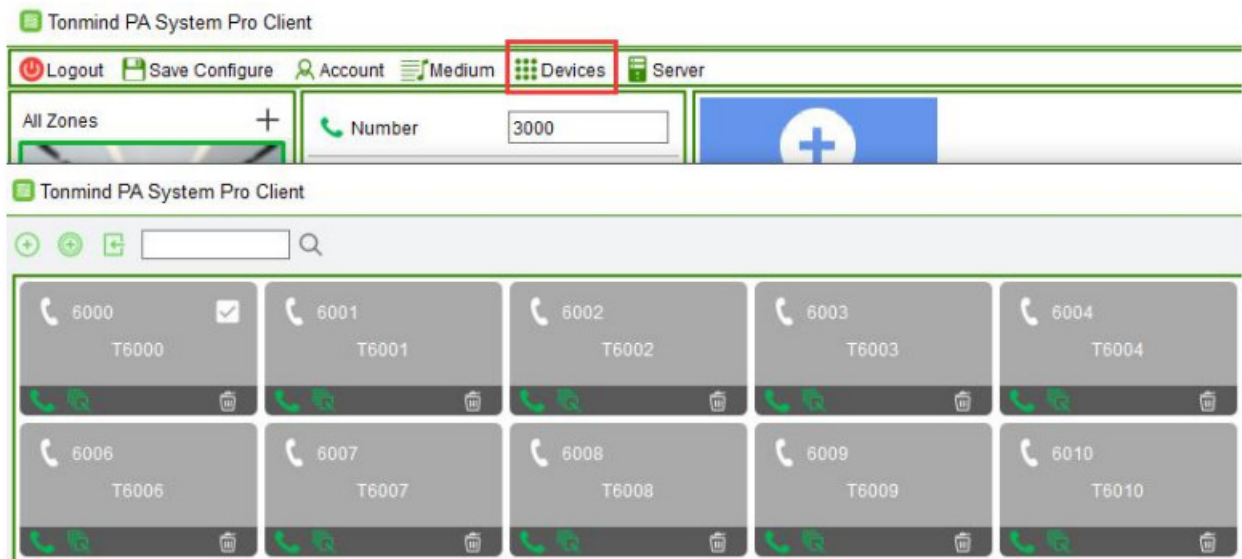 Tonmind PA System Pro Client
Logout Save Configure Account Medium Devices Server
All Zones
Number 3000
Tonmind PA System Pro Client
6000 6001 6002 6003 6004
T6000 T6001 T6002 T6003 T6004
6006 6007 6008 6009 6010
T6006 T6007 T6008 T6009 T6010